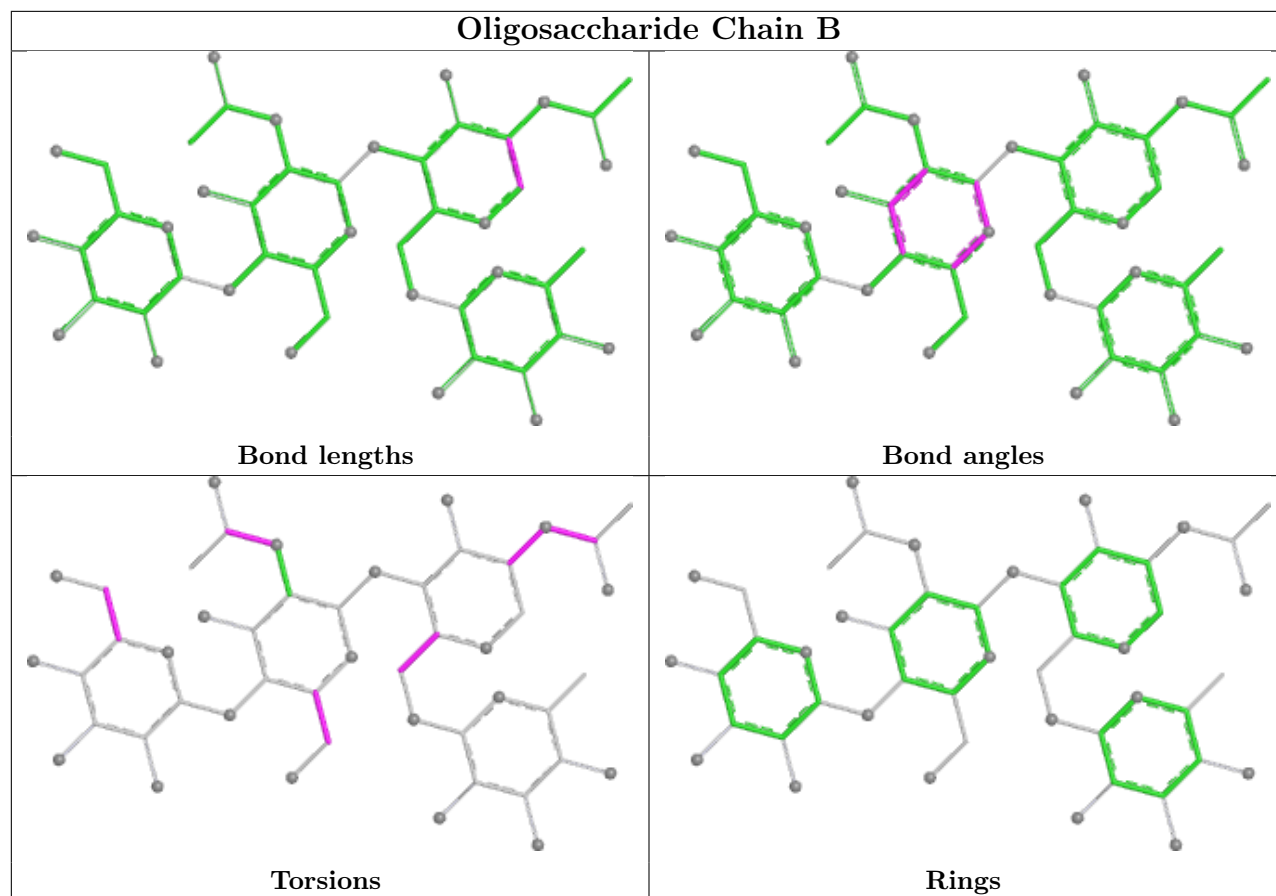 Oligosaccharide Chain B
Bond lengths
Bond angles
Torsions
Rings